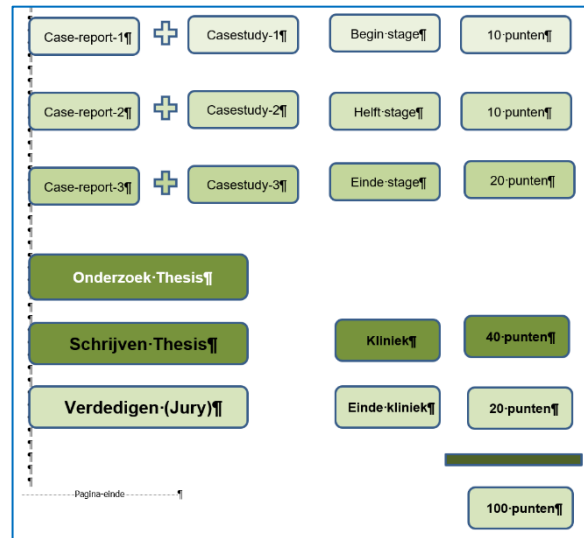 Case-report-1¶ Casestudy-1¶ Begin·stage¶ 10·punten¶
Case-report-2¶ Casestudy-2¶ Helft·stage¶ 10·punten¶
Case-report-3¶ Casestudy-3¶ Einde·stage¶ 20·punten¶
Onderzoek·Thesis¶
Schrijven·Thesis¶ Kliniek¶ 40·punten¶
Verdedigen·(Jury)¶ Einde·kliniek¶ 20·punten¶
Pagina-einde ¶
100·punten¶